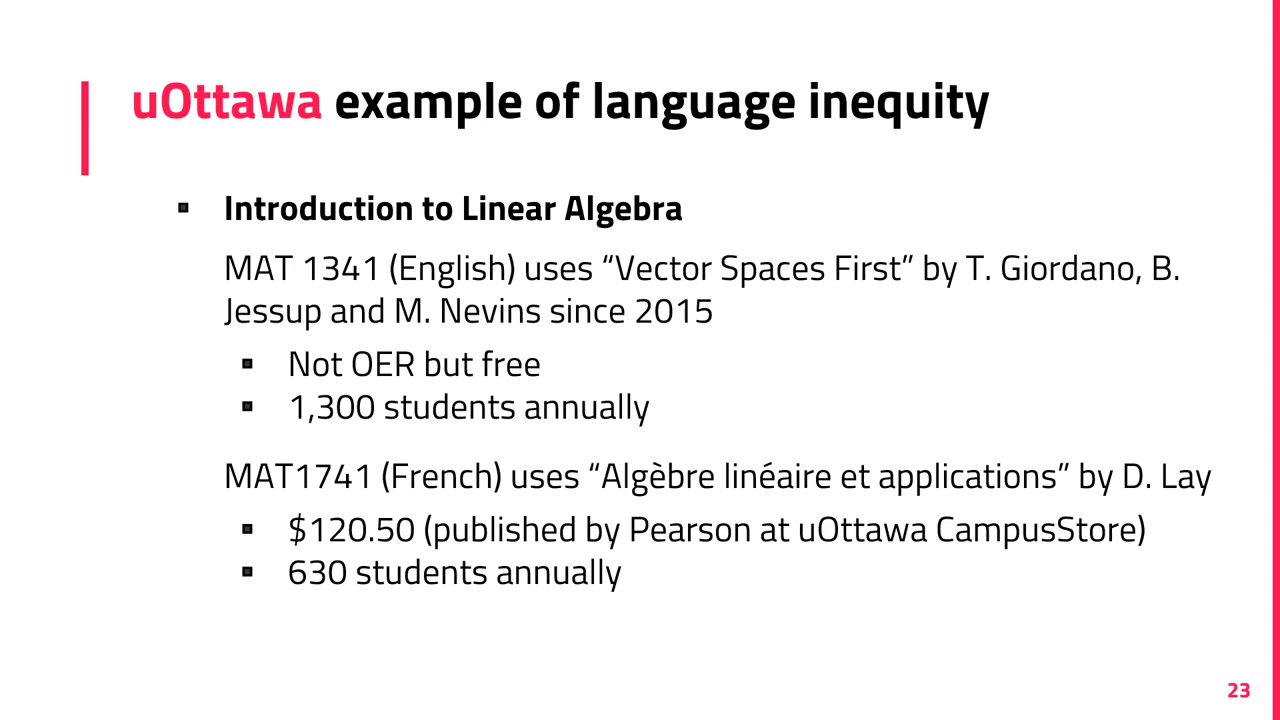 uOttawa example of language inequity
▪ Introduction to Linear Algebra
MAT 1341 (English) uses “Vector Spaces First” by T. Giordano, B.
Jessup and M. Nevins since 2015
▪ Not OER but free
▪ 1,300 students annually
MAT1741 (French) uses “Algèbre linéaire et applications” by D. Lay
▪ $120.50 (published by Pearson at uOttawa CampusStore)
▪ 630 students annually
23